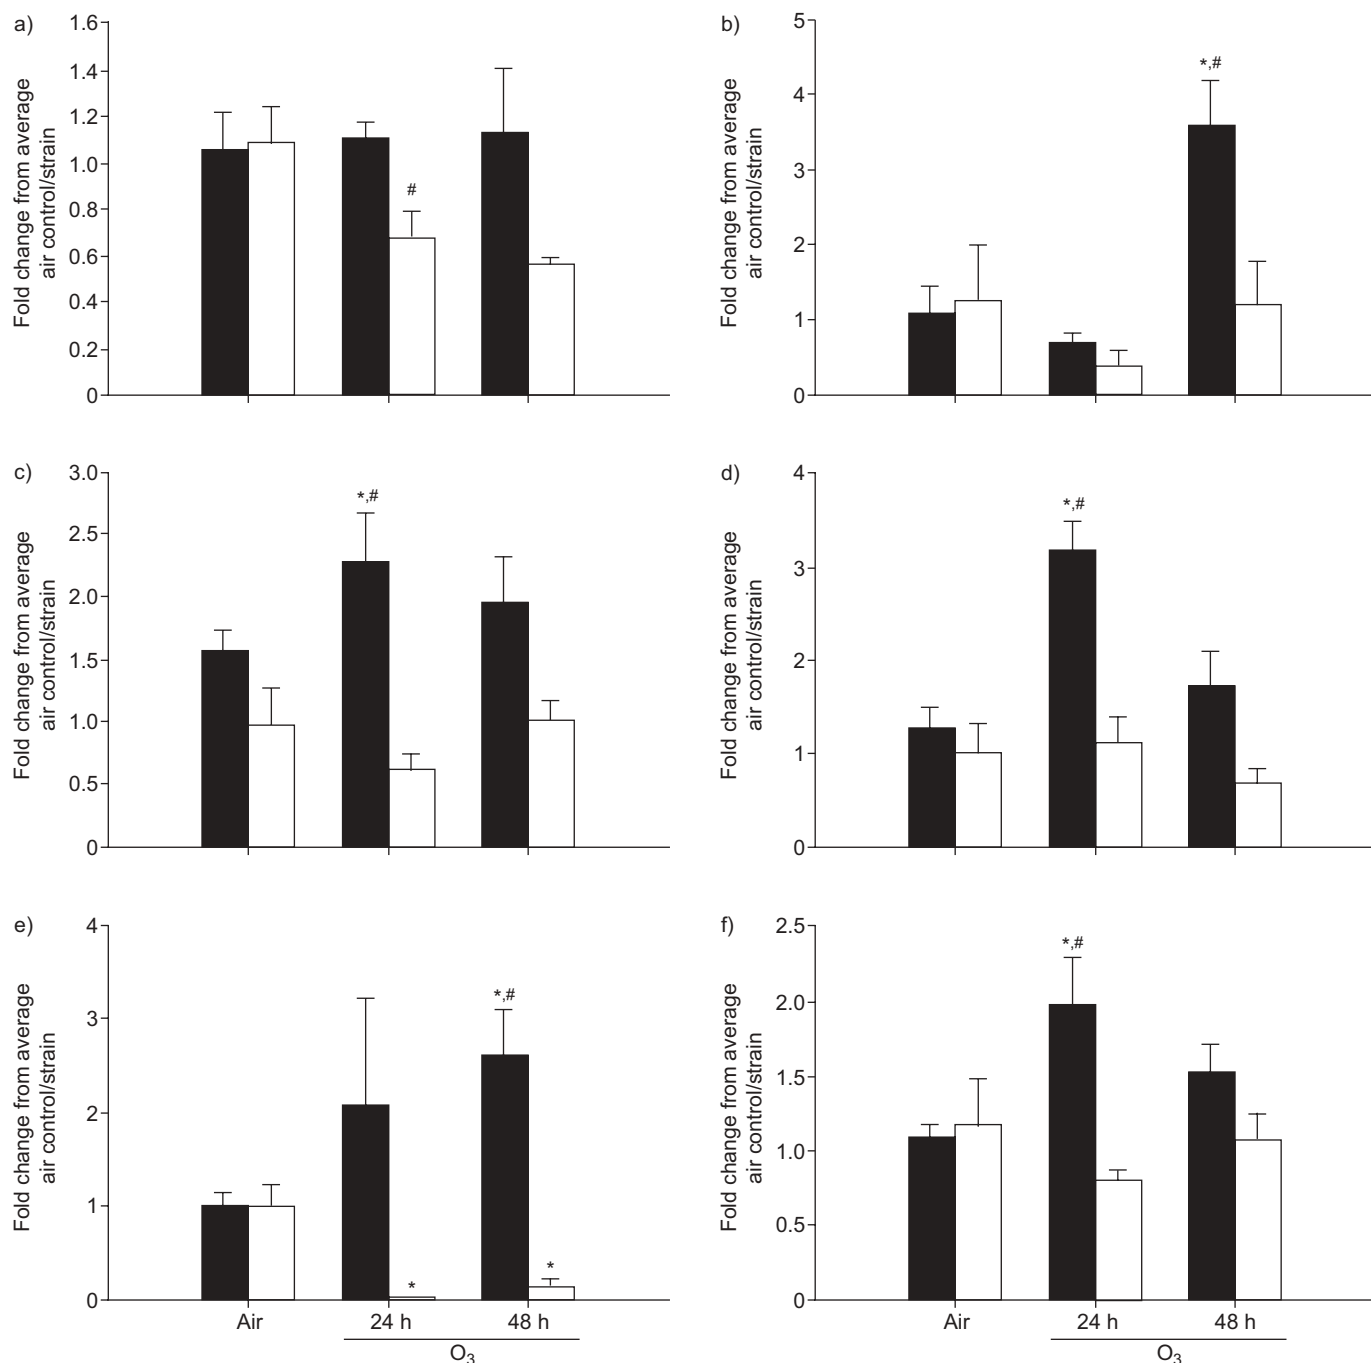 a)
Fold change from average
air control/strain
1.6
1.4
1.2
1.0
0.8
0.6
0.4
0.2
0
#
b)
Fold change from average
air control/strain
5
4
3
2
1
0
*,#
c)
Fold change from average
air control/strain
3.0
2.5
2.0
1.5
1.0
0.5
0
*,#
d)
Fold change from average
air control/strain
4
3
2
1
0
*,#
e)
Fold change from average
air control/strain
4
3
2
1
0
*,#
*
*
Air
24 h
48 h
O₃
f)
Fold change from average
air control/strain
2.5
2.0
1.5
1.0
0.5
0
*,#
Air
24 h
48 h
O₃